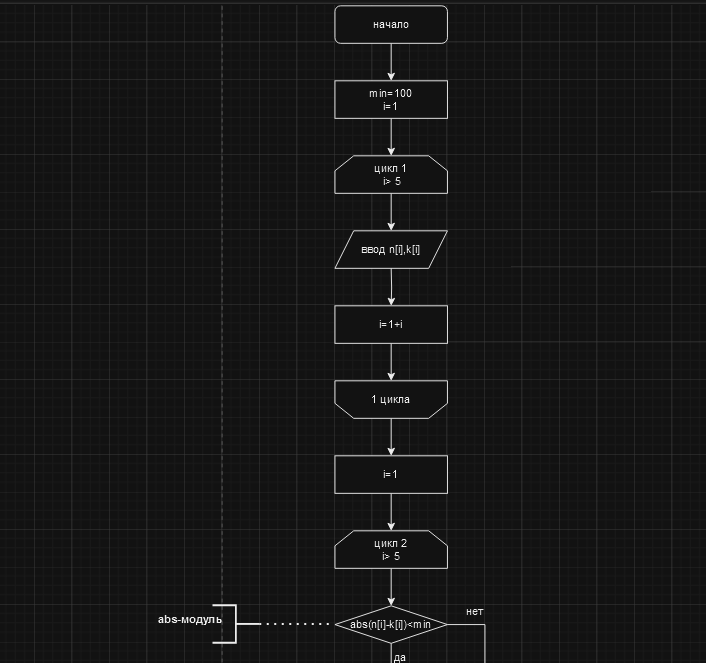 начало
min=100
i=1
цикл 1
i> 5
ввод n[i],k[i]
i=1+i
1 цикла
i=1
цикл 2
i> 5
abs-модуль
abs(n[i]-k[i])<min
нет
да